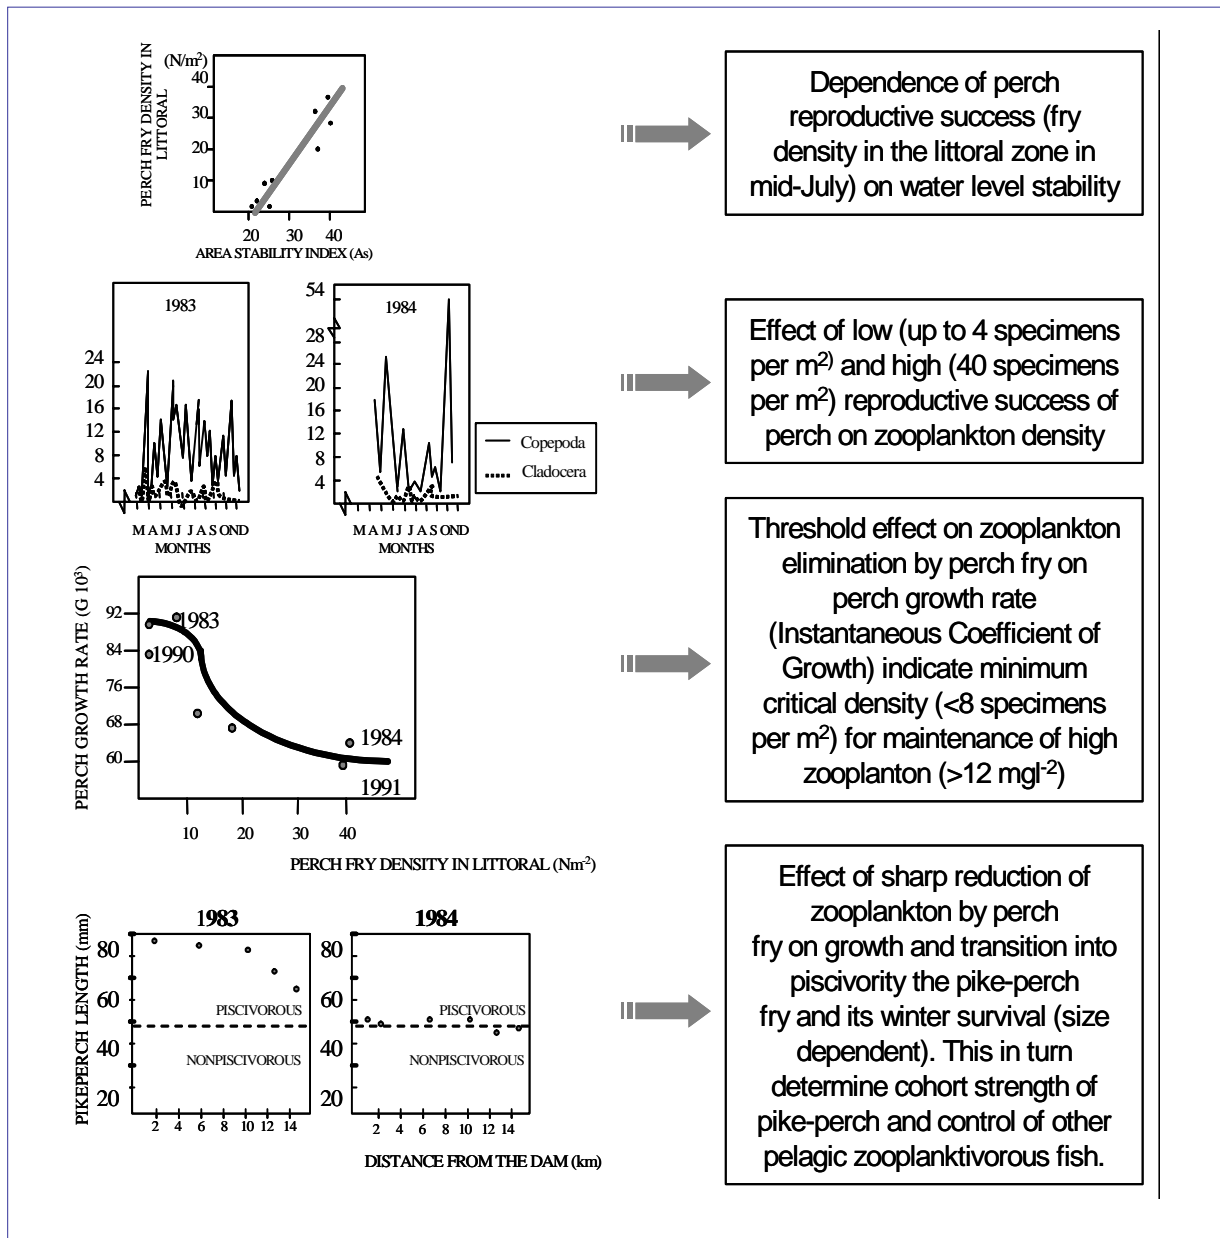 PERCH FRY DENSITY IN
LITTORAL
(N/m²)
40
30
20
10
20 30 40
AREA STABILITY INDEX (As)
Dependence of perch
reproductive success (fry
density in the littoral zone in
mid-July) on water level stability
1983
24
20
16
12
8
4
M A M J J A S O N D
MONTHS
1984
54
28
24
20
16
12
8
4
M A M J J A S O N D
MONTHS
Copepoda
Cladocera
Effect of low (up to 4 specimens
per m²) and high (40 specimens
per m²) reproductive success of
perch on zooplankton density
PERCH GROWTH RATE (G 10³)
92
84
76
68
60
1983
1990
1984
1991
10 20 30 40
PERCH FRY DENSITY IN LITTORAL (Nm⁻²)
Threshold effect on zooplankton
elimination by perch fry on
perch growth rate
(Instantaneous Coefficient of
Growth) indicate minimum
critical density (<8 specimens
per m²) for maintenance of high
zooplanton (>12 mgl⁻²)
PIKEPERCH LENGTH (mm)
1983
80
60
40
20
PISCIVOROUS
NONPISCIVOROUS
2 4 6 8 10 12 14
1984
80
60
40
20
PISCIVOROUS
NONPISCIVOROUS
2 4 6 8 10 12 14
DISTANCE FROM THE DAM (km)
Effect of sharp reduction of
zooplankton by perch
fry on growth and transition into
piscivority the pike-perch
fry and its winter survival (size
dependent). This in turn
determine cohort strength of
pike-perch and control of other
pelagic zooplanktivorous fish.